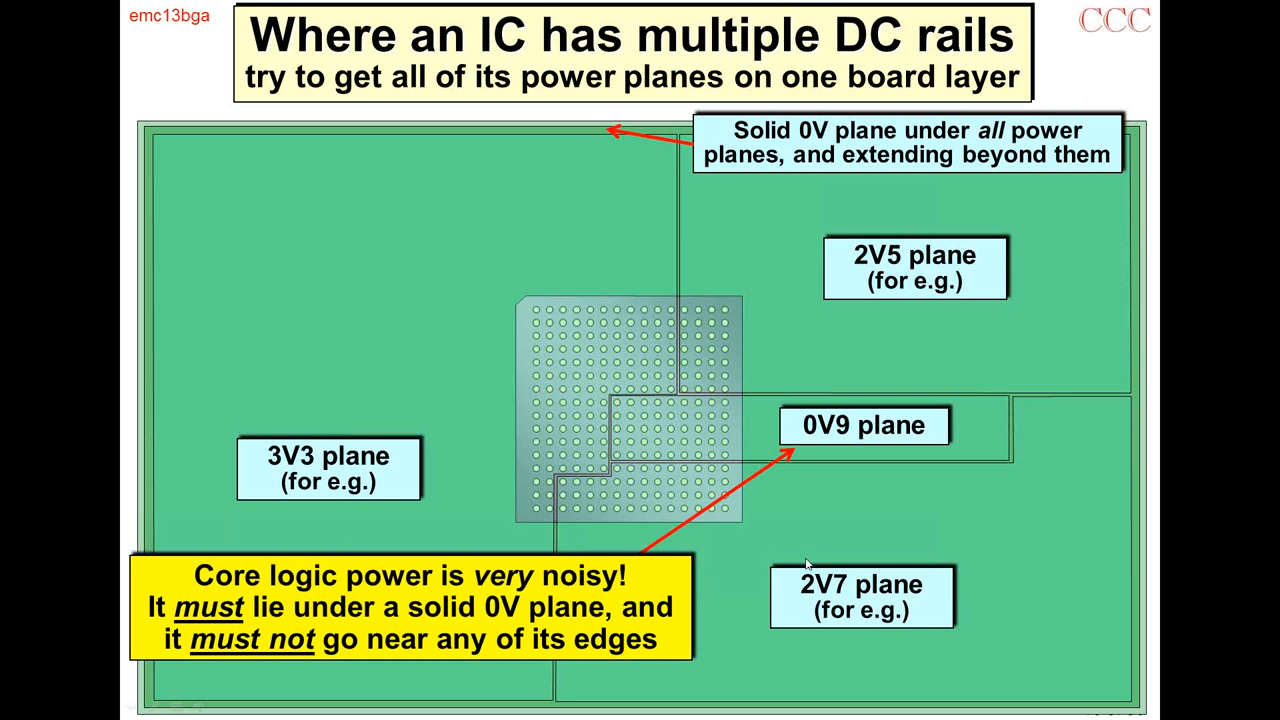 emc13bga
Where an IC has multiple DC rails
try to get all of its power planes on one board layer
CCC
Solid 0V plane under all power
planes, and extending beyond them
2V5 plane
(for e.g.)
0V9 plane
3V3 plane
(for e.g.)
Core logic power is very noisy!
It must lie under a solid 0V plane, and
it must not go near any of its edges
2V7 plane
(for e.g.)